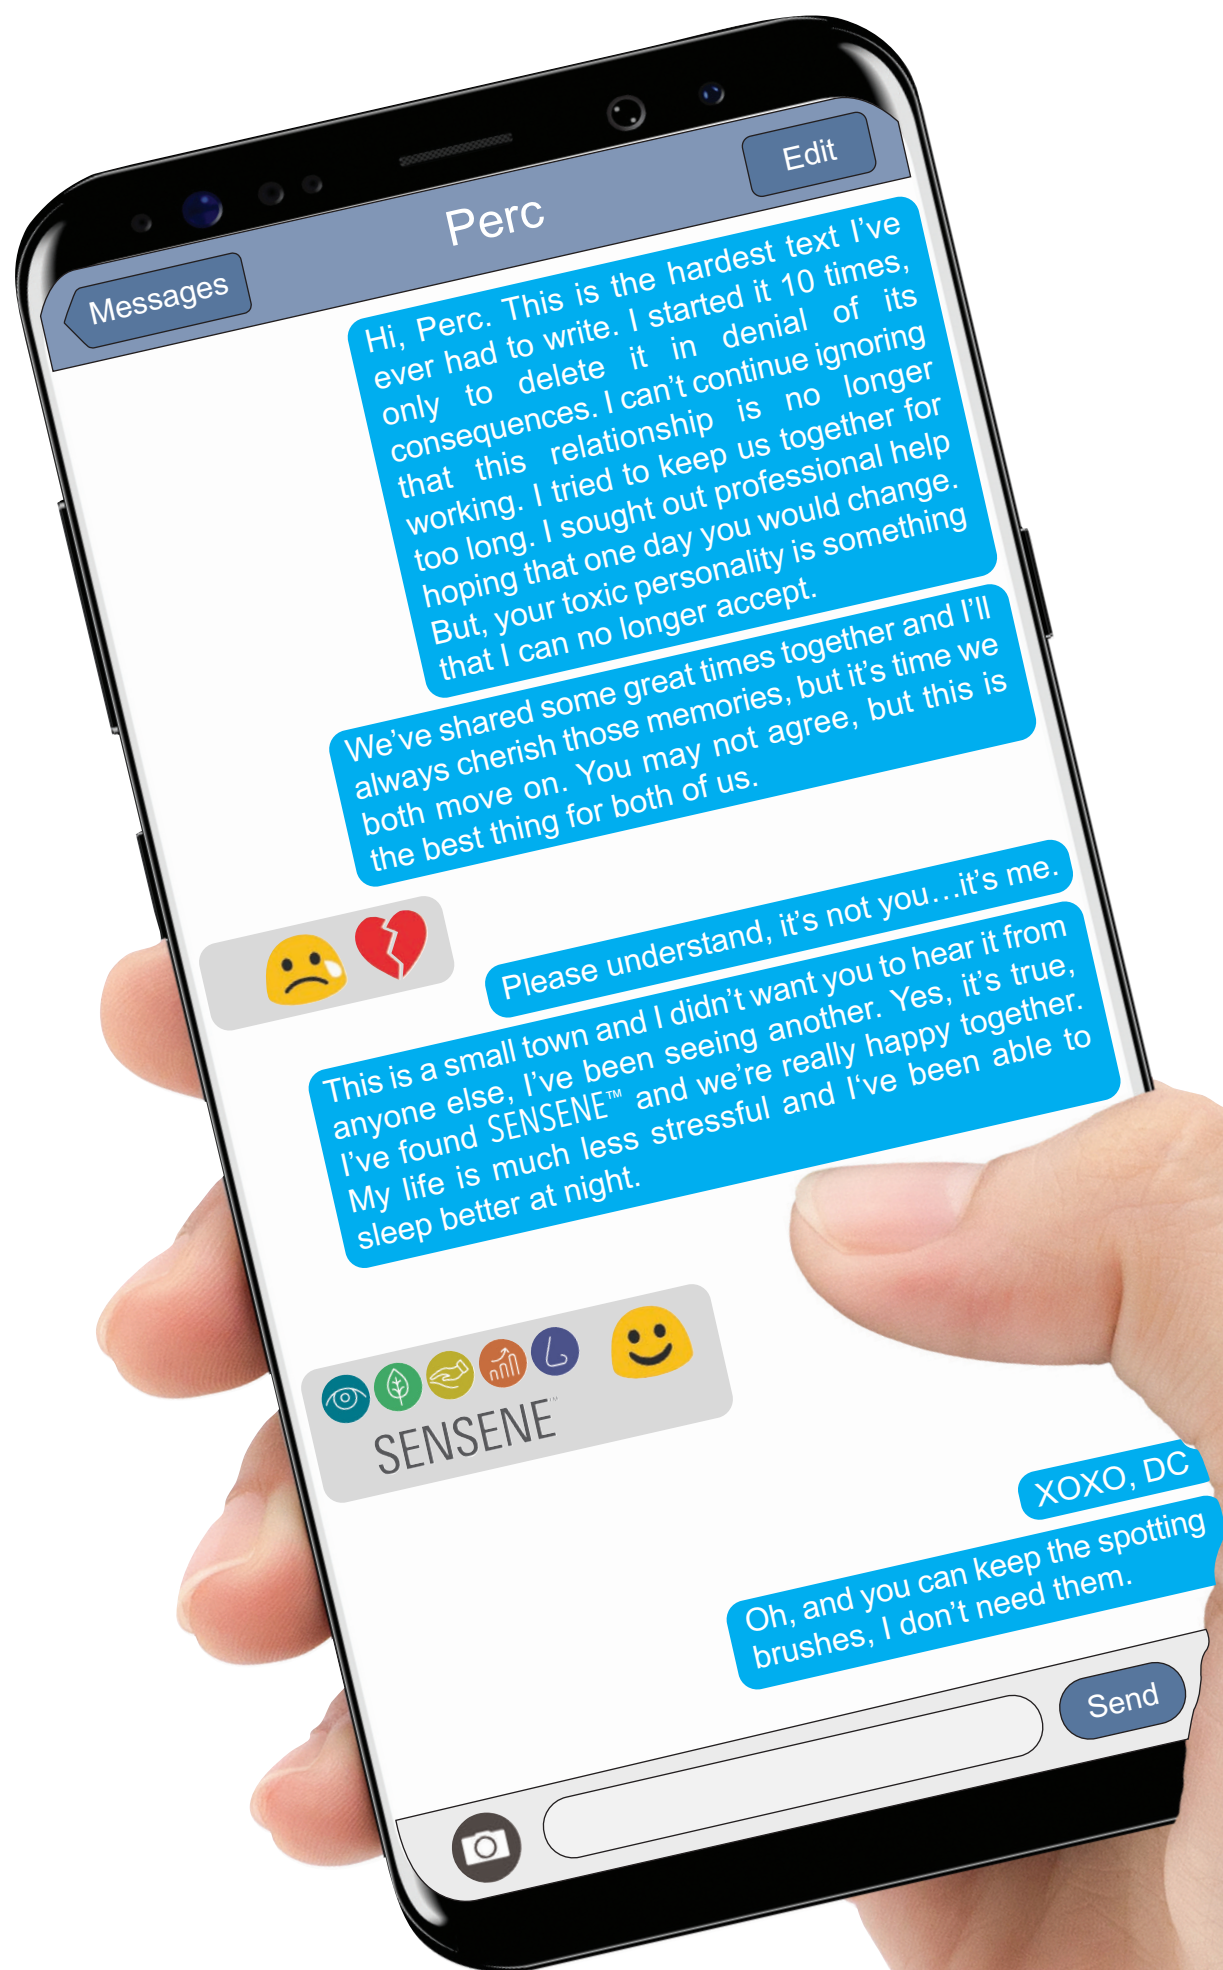 Perc
Edit
Messages
Hi, Perc. This is the hardest text I've
ever had to write. I started it 10 times,
only to delete it in denial of its
consequences. I can't continue ignoring
that this relationship is no longer
working. I tried to keep us together for
too long. I sought out professional help
hoping that one day you would change.
But, your toxic personality is something
that I can no longer accept.
We've shared some great times together and I'll
always cherish those memories, but it's time we
both move on. You may not agree, but this is
the best thing for both of us.
Please understand, it's not you…it's me.
This is a small town and I didn't want you to hear it from
anyone else, I've been seeing another. Yes, it's true,
I've found SENSENE™ and we're really happy together.
My life is much less stressful and I‘ve been able to
sleep better at night.
SENSENE™
XOXO, DC
Oh, and you can keep the spotting
brushes, I don't need them.
Send